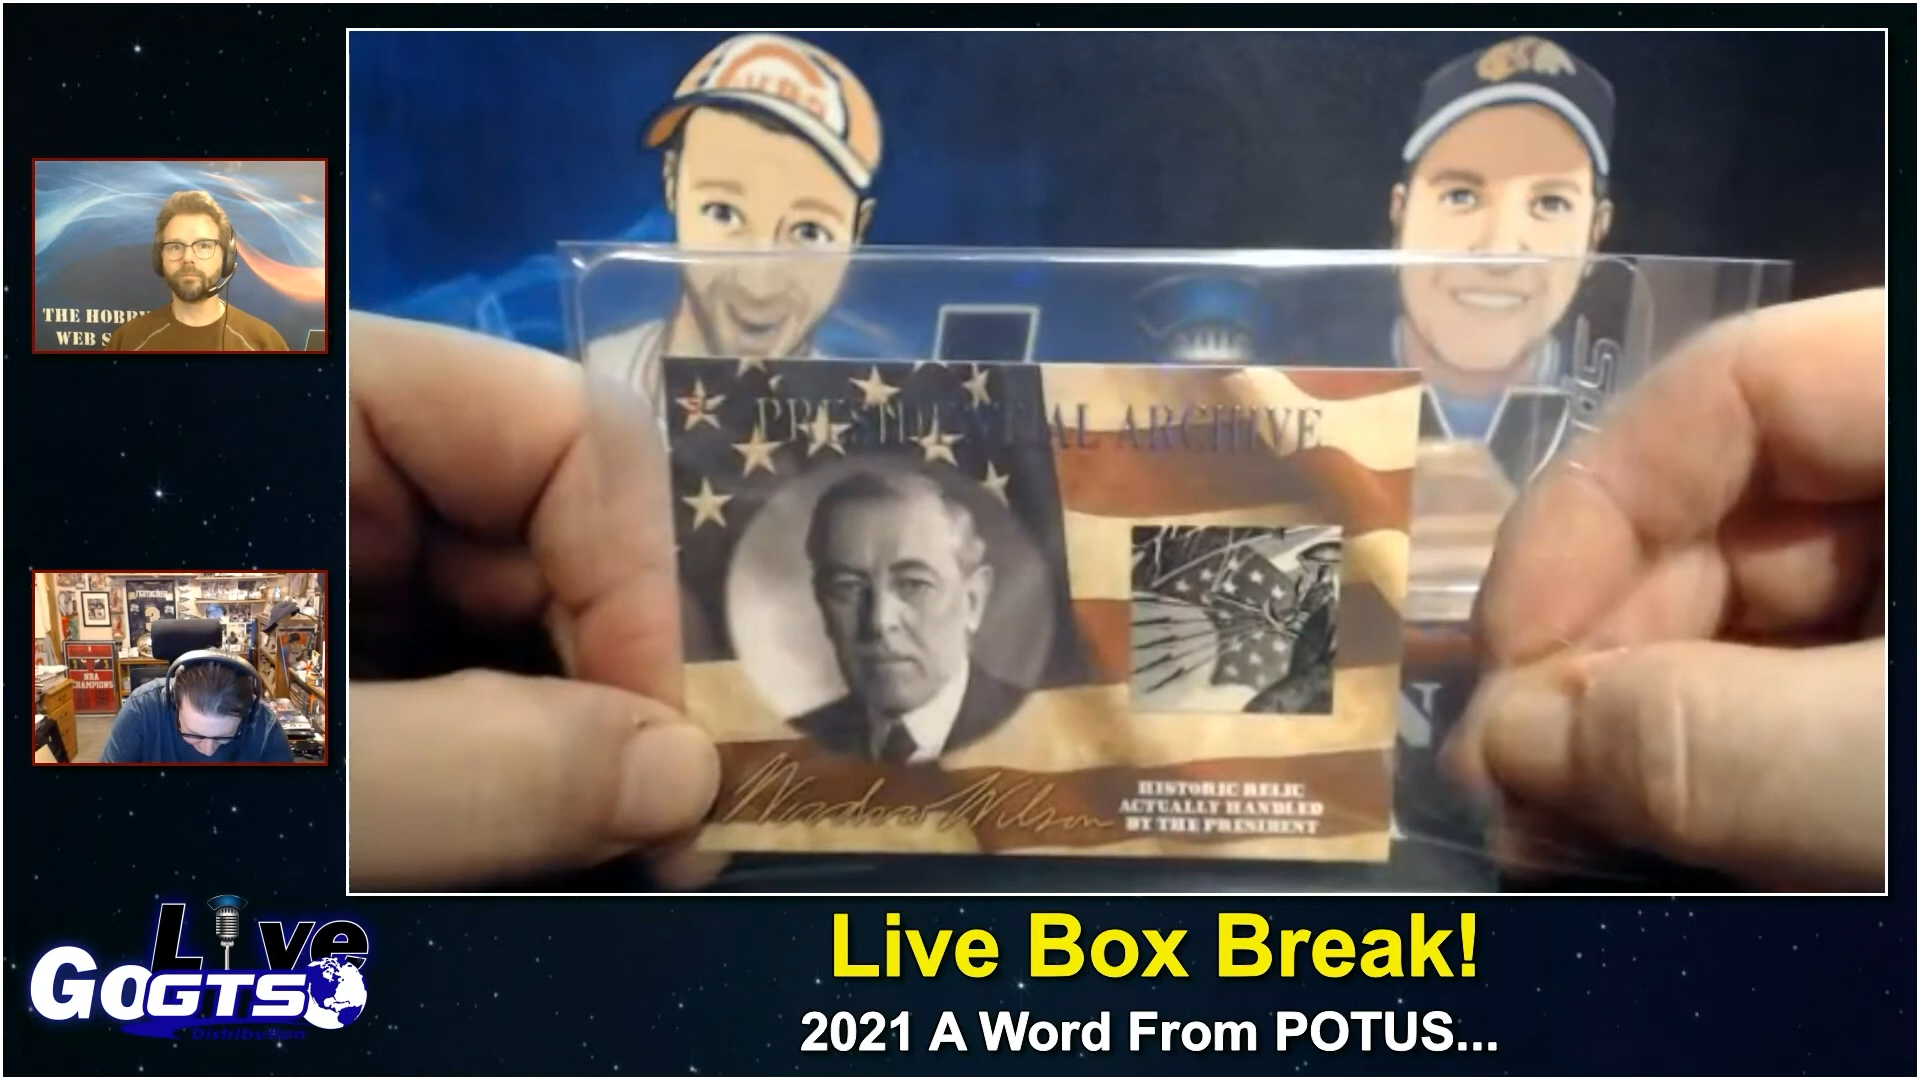 THE HOBBY
WEB S
NBA
CHAMPIONS
CUBS
PRESIDENTIAL ARCHIVE
Woodrow Wilson
HISTORIC RELIC
ACTUALLY HANDLED
BY THE PRESIDENT
Live
GoGTS
Distribution
Live Box Break!
2021 A Word From POTUS...